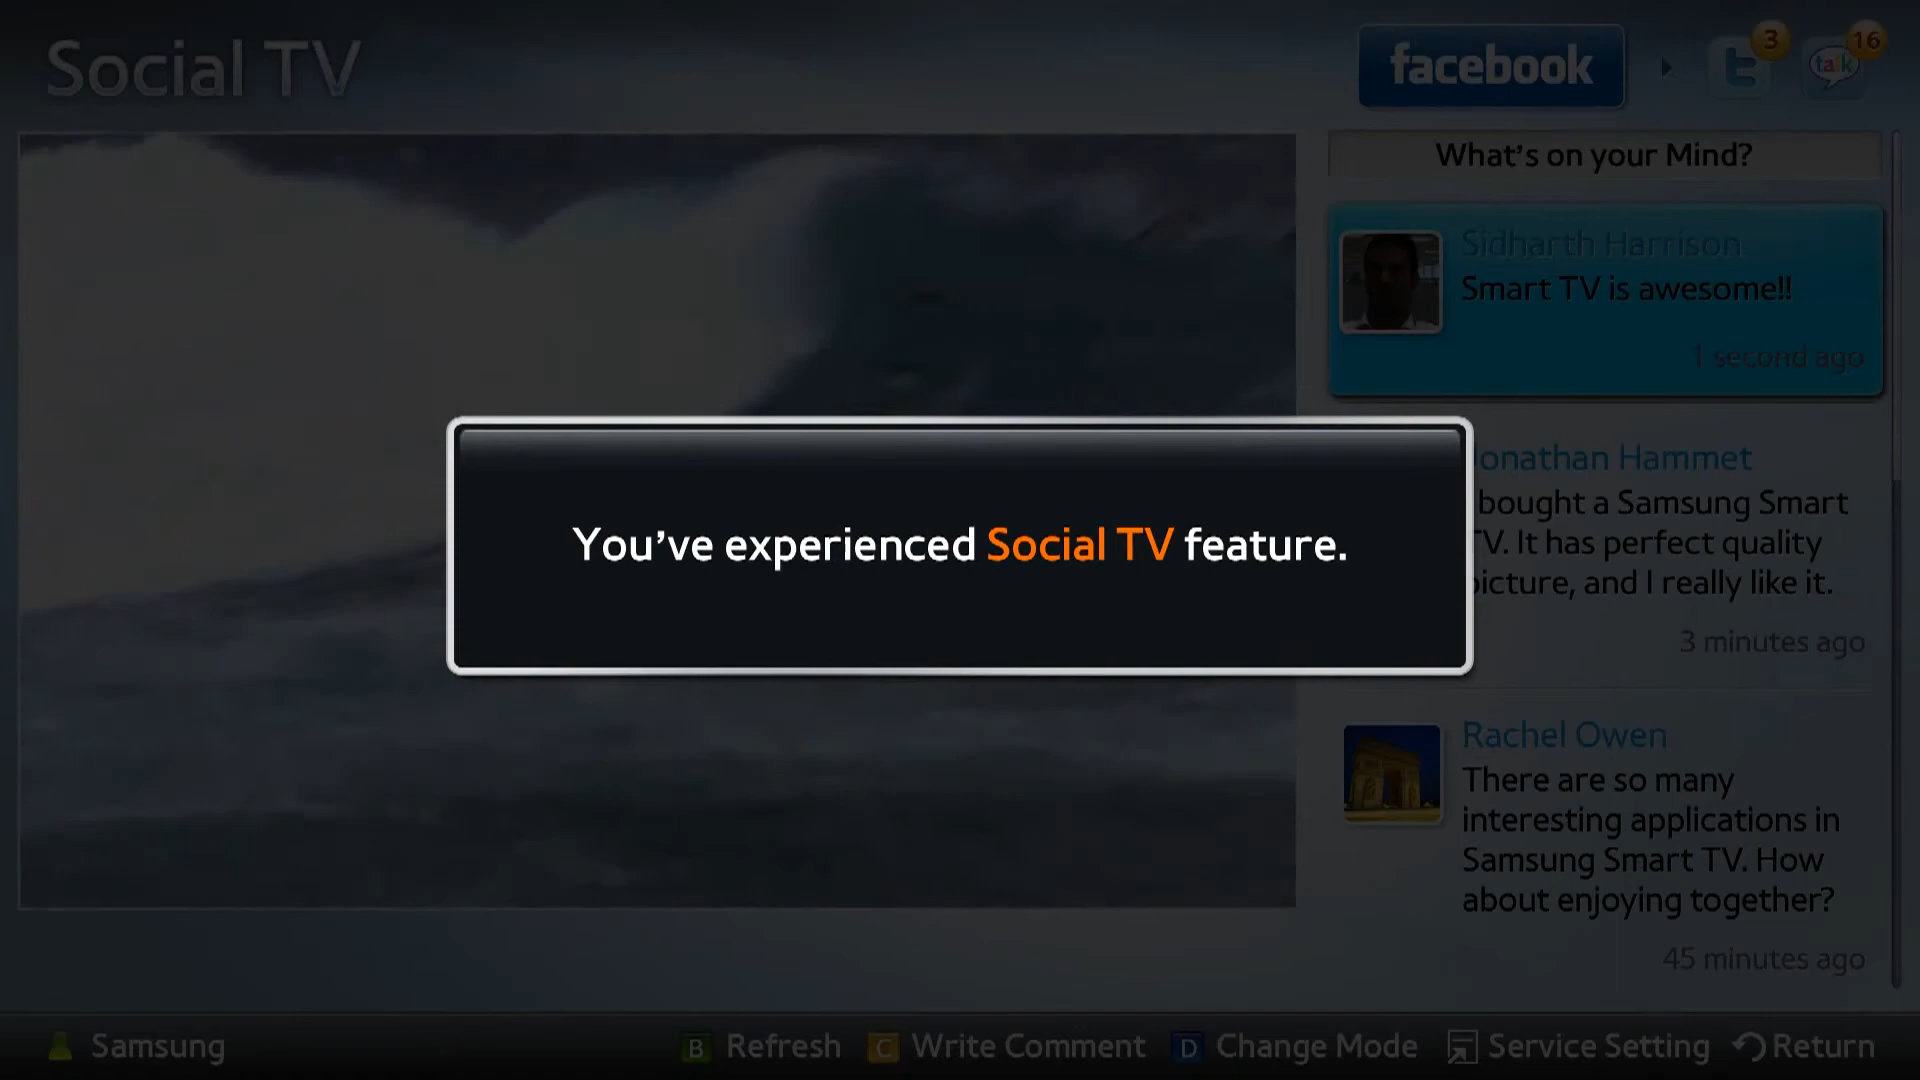 Social TV
facebook
3
talk
16
What's on your Mind?
Sidharth Harrison
Smart TV is awesome!!
1 second ago
onathan Hammet
bought a Samsung Smart
TV. It has perfect quality
picture, and I really like it.
3 minutes ago
You've experienced Social TV feature.
Rachel Owen
There are so many
interesting applications in
Samsung Smart TV. How
about enjoying together?
45 minutes ago
Samsung
B Refresh C Write Comment D Change Mode Service Setting Return